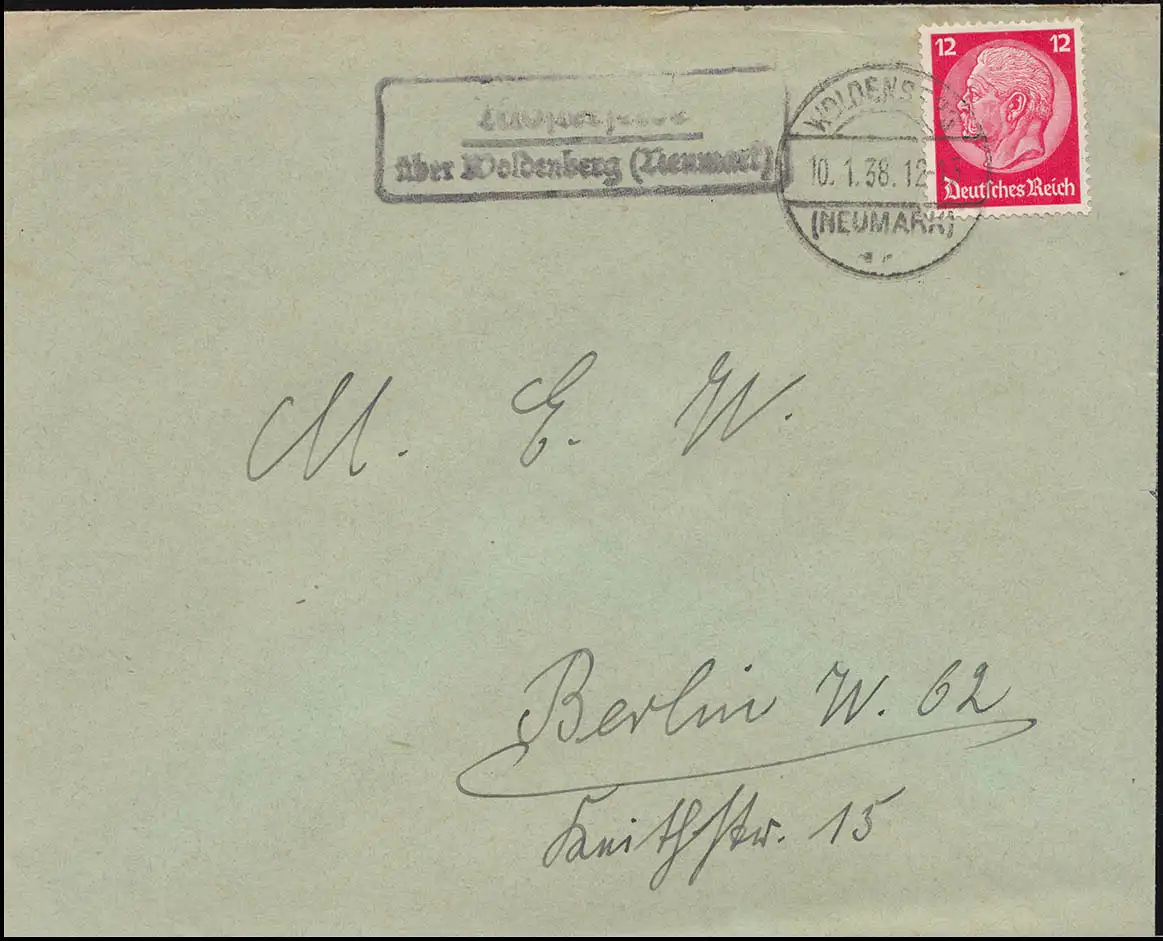 12 12
Deutsches Reich
über Woldenberg (Neumark)
10.1.38.12
(NEUMARK)
M. E. W.
Berlin W. 62
Keithstr. 15